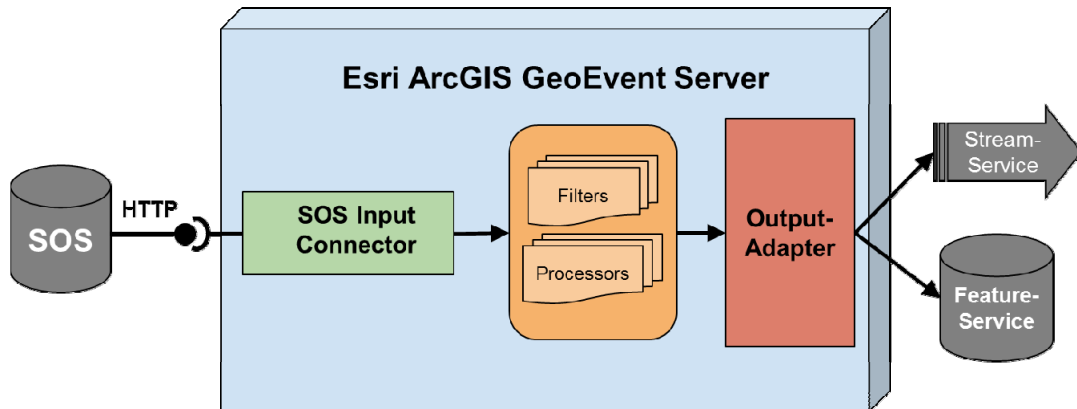 Esri ArcGIS GeoEvent Server
SOS
HTTP
SOS Input
Connector
Filters
Processors
Output-
Adapter
Stream-
Service
Feature-
Service